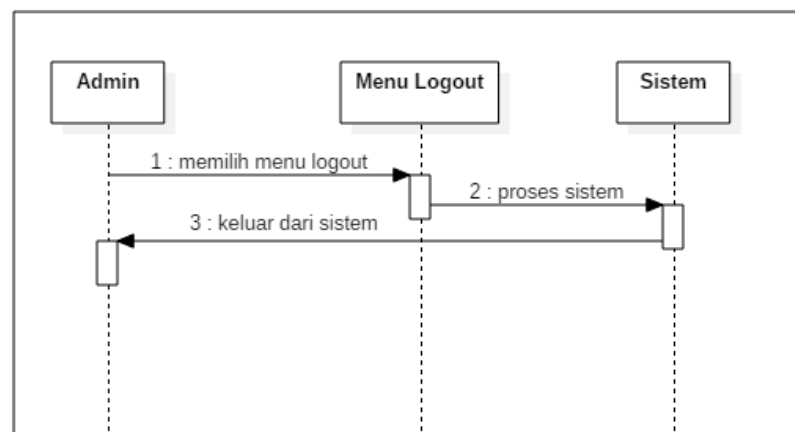 Admin
Menu Logout
Sistem
1 : memilih menu logout
2 : proses sistem
3 : keluar dari sistem